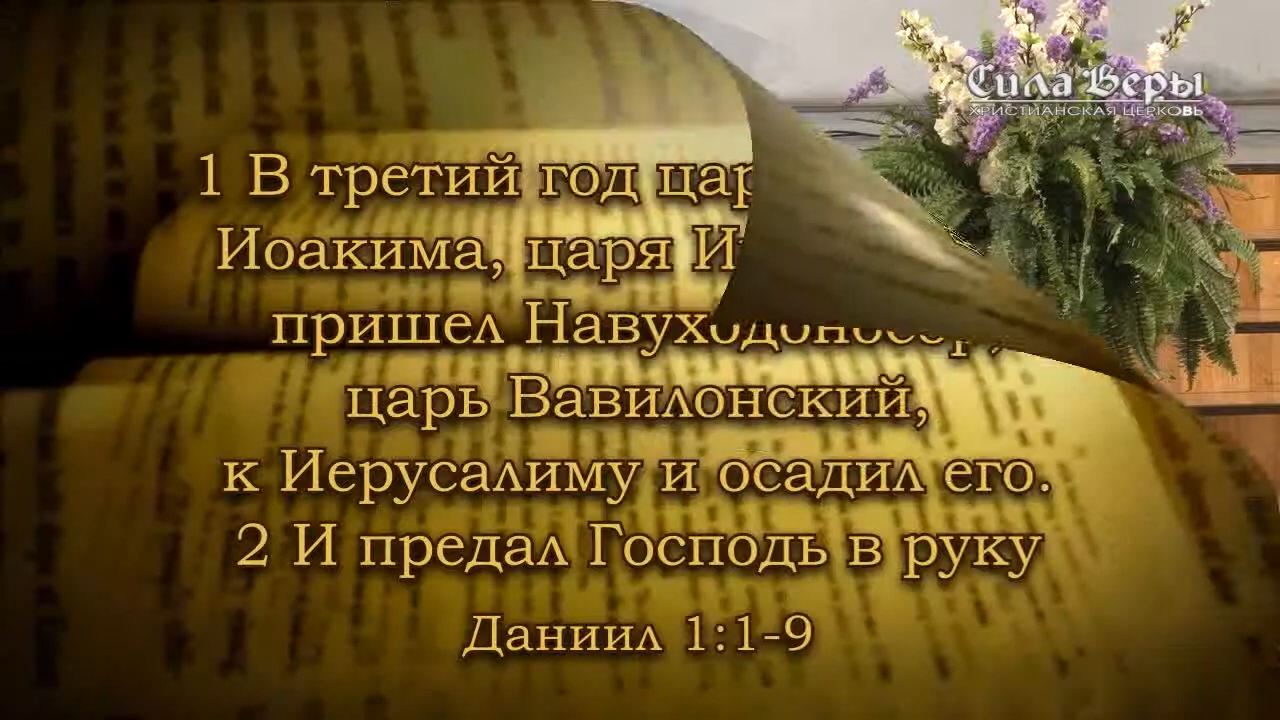 Сила Веры
ХРИСТИАНСКАЯ ЦЕРКОВЬ
1 В третий год
Иоакима, царя
пришел
царь Вавилонский,
к Иерусалиму и осадил его.
2 И предал Господь в руку
Даниил 1:1-9